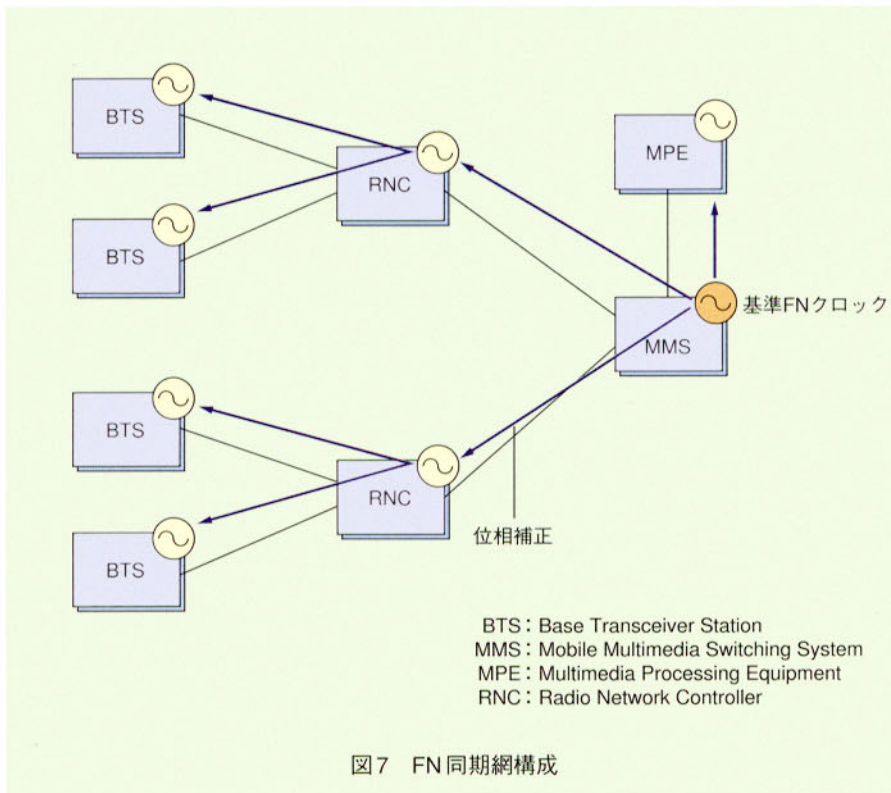 BTS
BTS
RNC
MPE
MMS
基準FNクロック
BTS
BTS
RNC
位相補正
BTS：Base Transceiver Station
MMS：Mobile Multimedia Switching System
MPE：Multimedia Processing Equipment
RNC：Radio Network Controller
図7　FN同期網構成